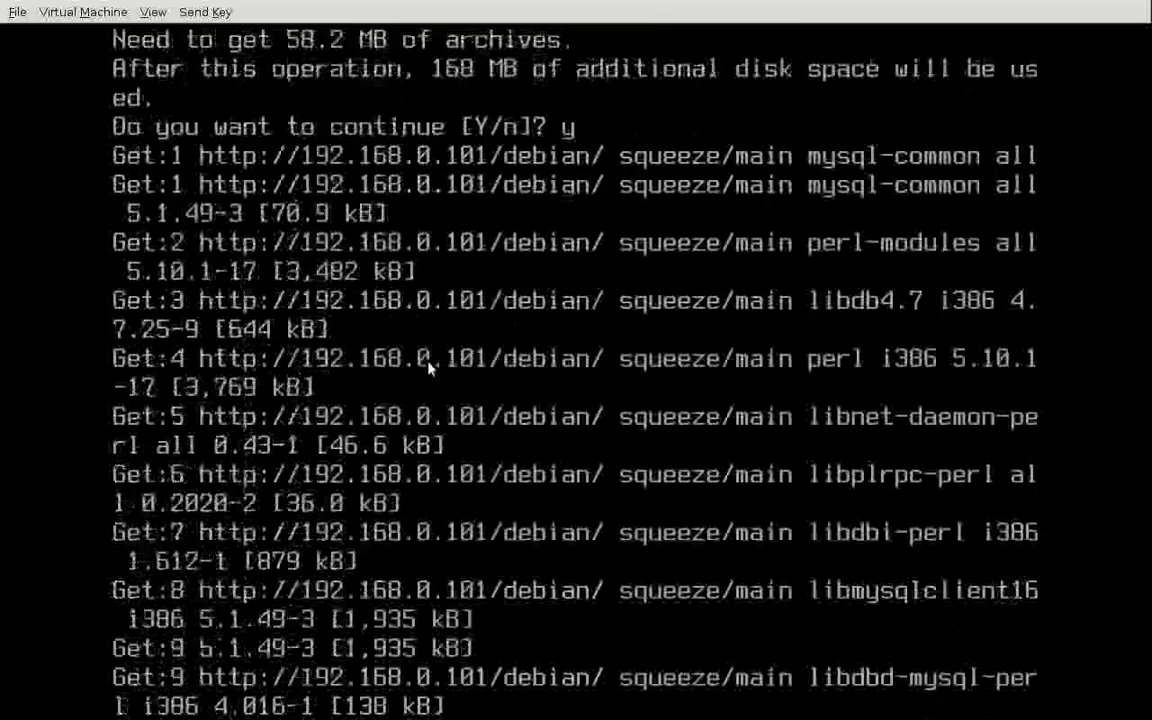 File Virtual Machine View Send Key
Need to get 58.2 MB of archives.
After this operation, 168 MB of additional disk space will be us
ed.
Do you want to continue [Y/n]? y
Get:1 http://192.168.0.101/debian/ squeeze/main mysql-common all
Get:1 http://192.168.0.101/debian/ squeeze/main mysql-common all
5.1.49-3 [70.9 kB]
Get:2 http://192.168.0.101/debian/ squeeze/main perl-modules all
5.10.1-17 [3,482 kB]
Get:3 http://192.168.0.101/debian/ squeeze/main libdb4.7 i386 4.
7.25-9 [644 kB]
Get:4 http://192.168.0.101/debian/ squeeze/main perl i386 5.10.1
-17 [3,769 kB]
Get:5 http://192.168.0.101/debian/ squeeze/main libnet-daemon-pe
rl all 0.43-1 [46.6 kB]
Get:6 http://192.168.0.101/debian/ squeeze/main libplrpc-perl al
l 0.2020-2 [36.0 kB]
Get:7 http://192.168.0.101/debian/ squeeze/main libdbi-perl i386
1.612-1 [879 kB]
Get:8 http://192.168.0.101/debian/ squeeze/main libmysqlclient16
i386 5.1.49-3 [1,935 kB]
Get:9 5.1.49-3 [1,935 kB]
Get:9 http://192.168.0.101/debian/ squeeze/main libdbd-mysql-per
l i386 4.016-1 [138 kB]